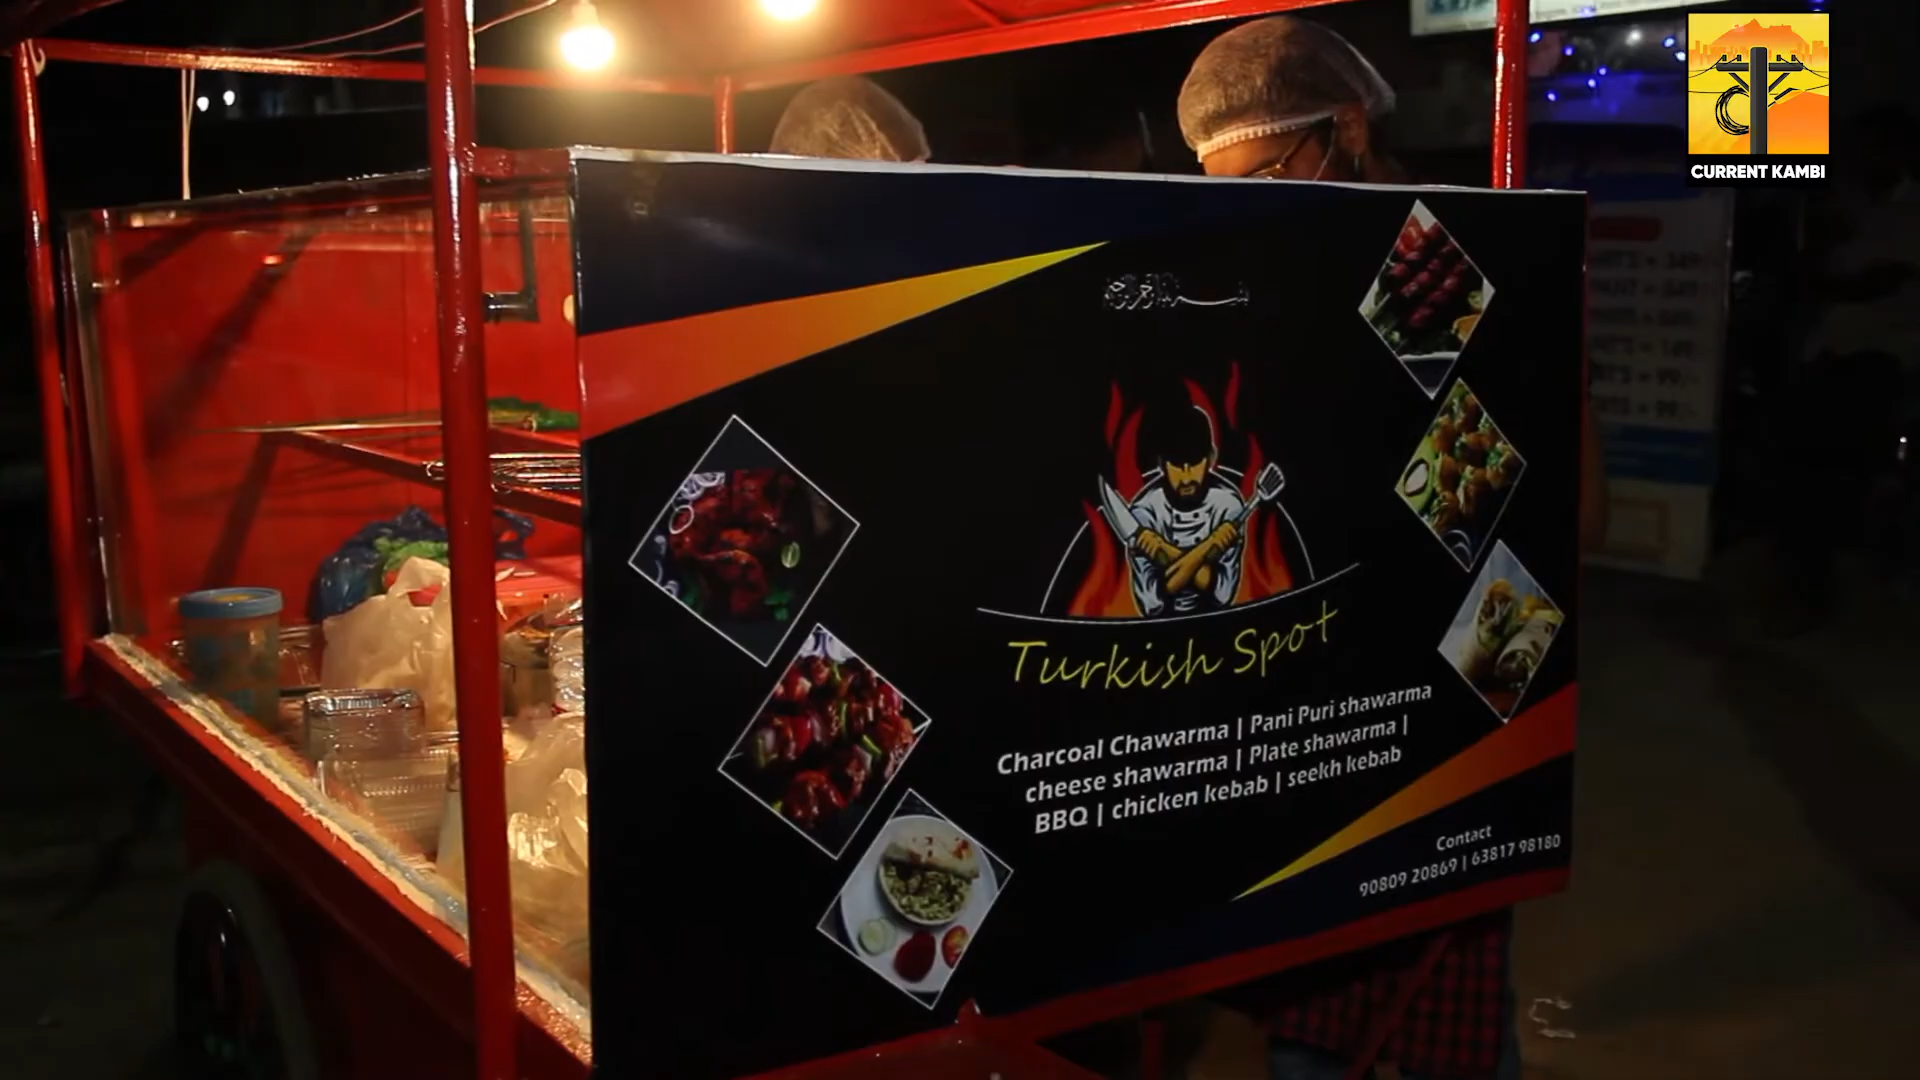 CURRENT KAMBI
Turkish Spot
Charcoal Chawarma | Pani Puri shawarma
cheese shawarma | Plate shawarma |
BBQ | chicken kebab | seekh kebab
Contact
90809 20869 | 63817 98180